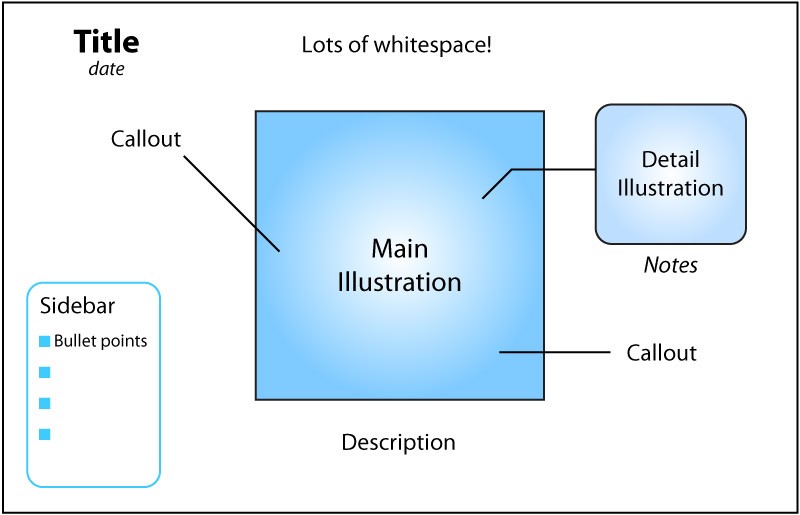 Title
date
Lots of whitespace!
Callout
Detail
Illustration
Notes
Main
Illustration
Sidebar
Bullet points
Callout
Description